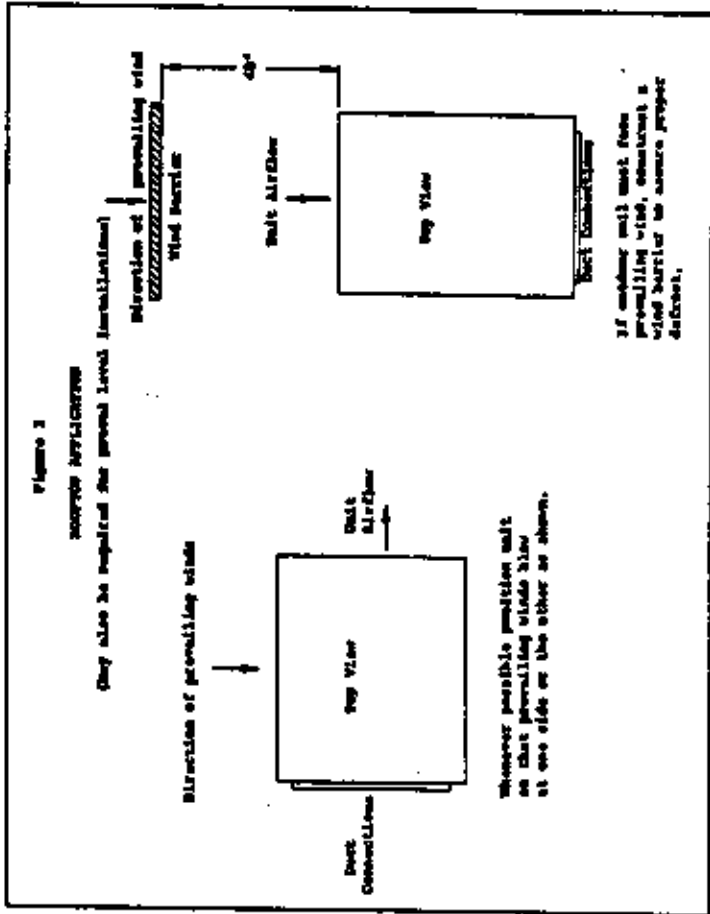 Figure 2
ROOFTOP APPLICATION
(May also be required for ground level installations)
Direction of prevailing winds
Unit
Airflow
Top View
Duct
Connections
Whenever possible position unit
so that prevailing winds blow
at one side or the other as shown.
Direction of prevailing wind
Wind Barrier
Unit Airflow
Top View
Duct Connections
If outdoor coil must face
prevailing wind, construct a
wind barrier to assure proper
defrost.